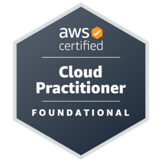 aws
certified
Cloud
Practitioner
FOUNDATIONAL